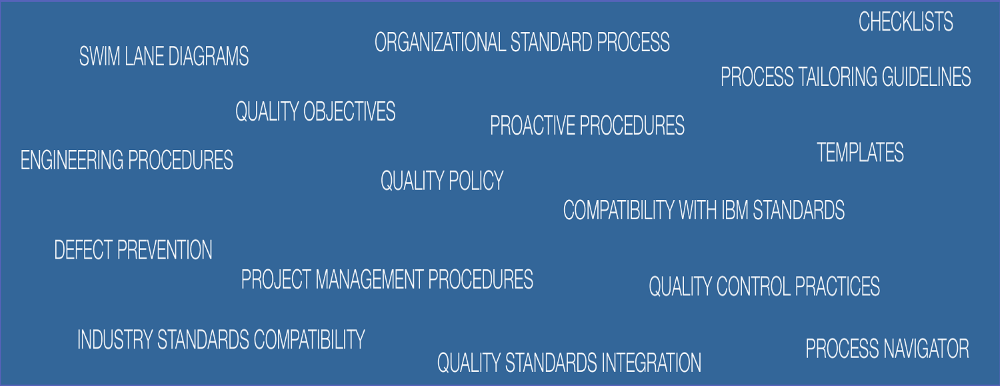 CHECKLISTS
ORGANIZATIONAL STANDARD PROCESS
SWIM LANE DIAGRAMS
PROCESS TAILORING GUIDELINES
QUALITY OBJECTIVES
PROACTIVE PROCEDURES
TEMPLATES
ENGINEERING PROCEDURES
QUALITY POLICY
COMPATIBILITY WITH IBM STANDARDS
DEFECT PREVENTION
PROJECT MANAGEMENT PROCEDURES
QUALITY CONTROL PRACTICES
INDUSTRY STANDARDS COMPATIBILITY
PROCESS NAVIGATOR
QUALITY STANDARDS INTEGRATION